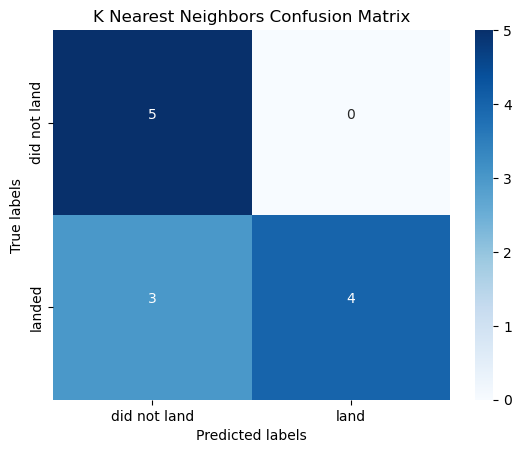 K Nearest Neighbors Confusion Matrix
True labels
did not land
landed
5
0
3
4
did not land
land
Predicted labels
5
4
3
2
1
0